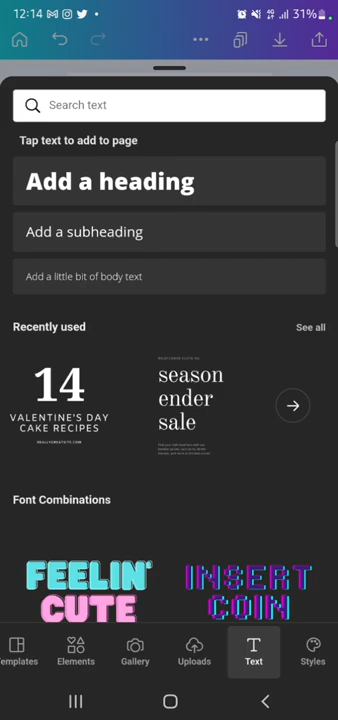 12:14
31%
Search text
Tap text to add to page
Add a heading
Add a subheading
Add a little bit of body text
Recently used
See all
14
VALENTINE'S DAY
CAKE RECIPES
season
ender
sale
Font Combinations
FEELIN'
CUTE
INSERT
COIN
Templates
Elements
Gallery
Uploads
Text
Styles